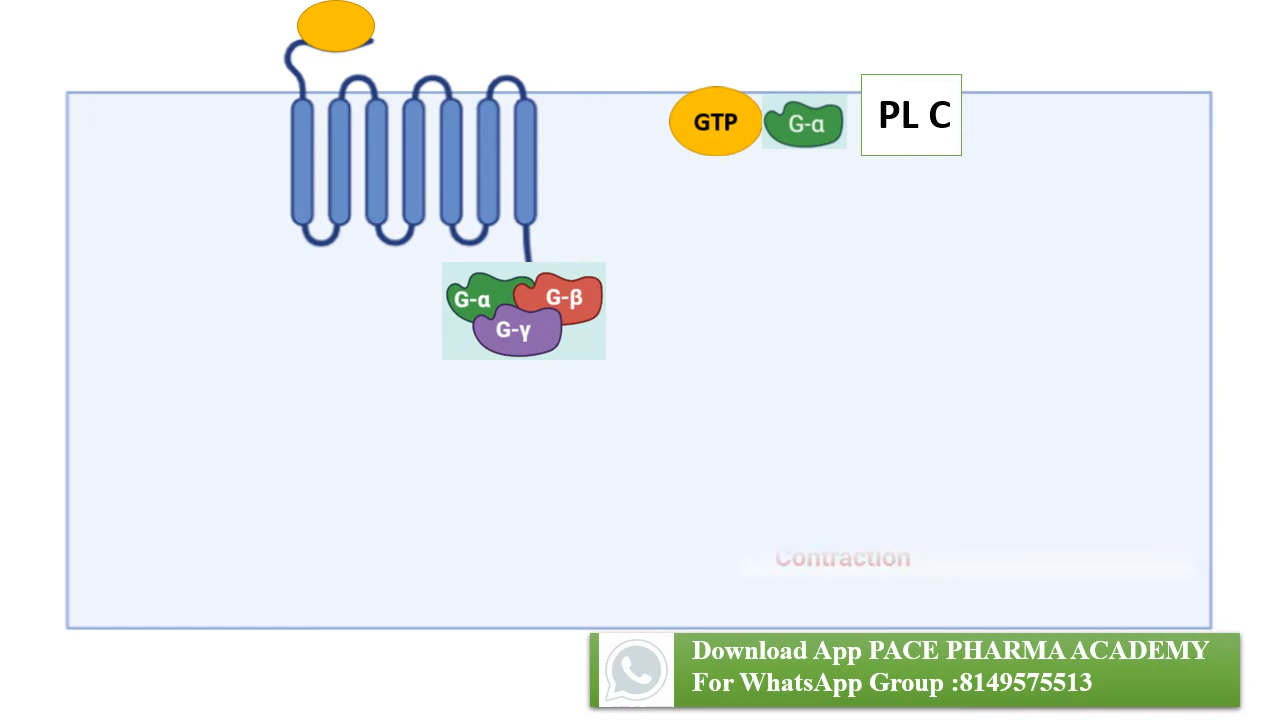 GTP
G-α
PL C
G-α
G-β
G-γ
Contraction
Download App PACE PHARMA ACADEMY
For WhatsApp Group :8149575513